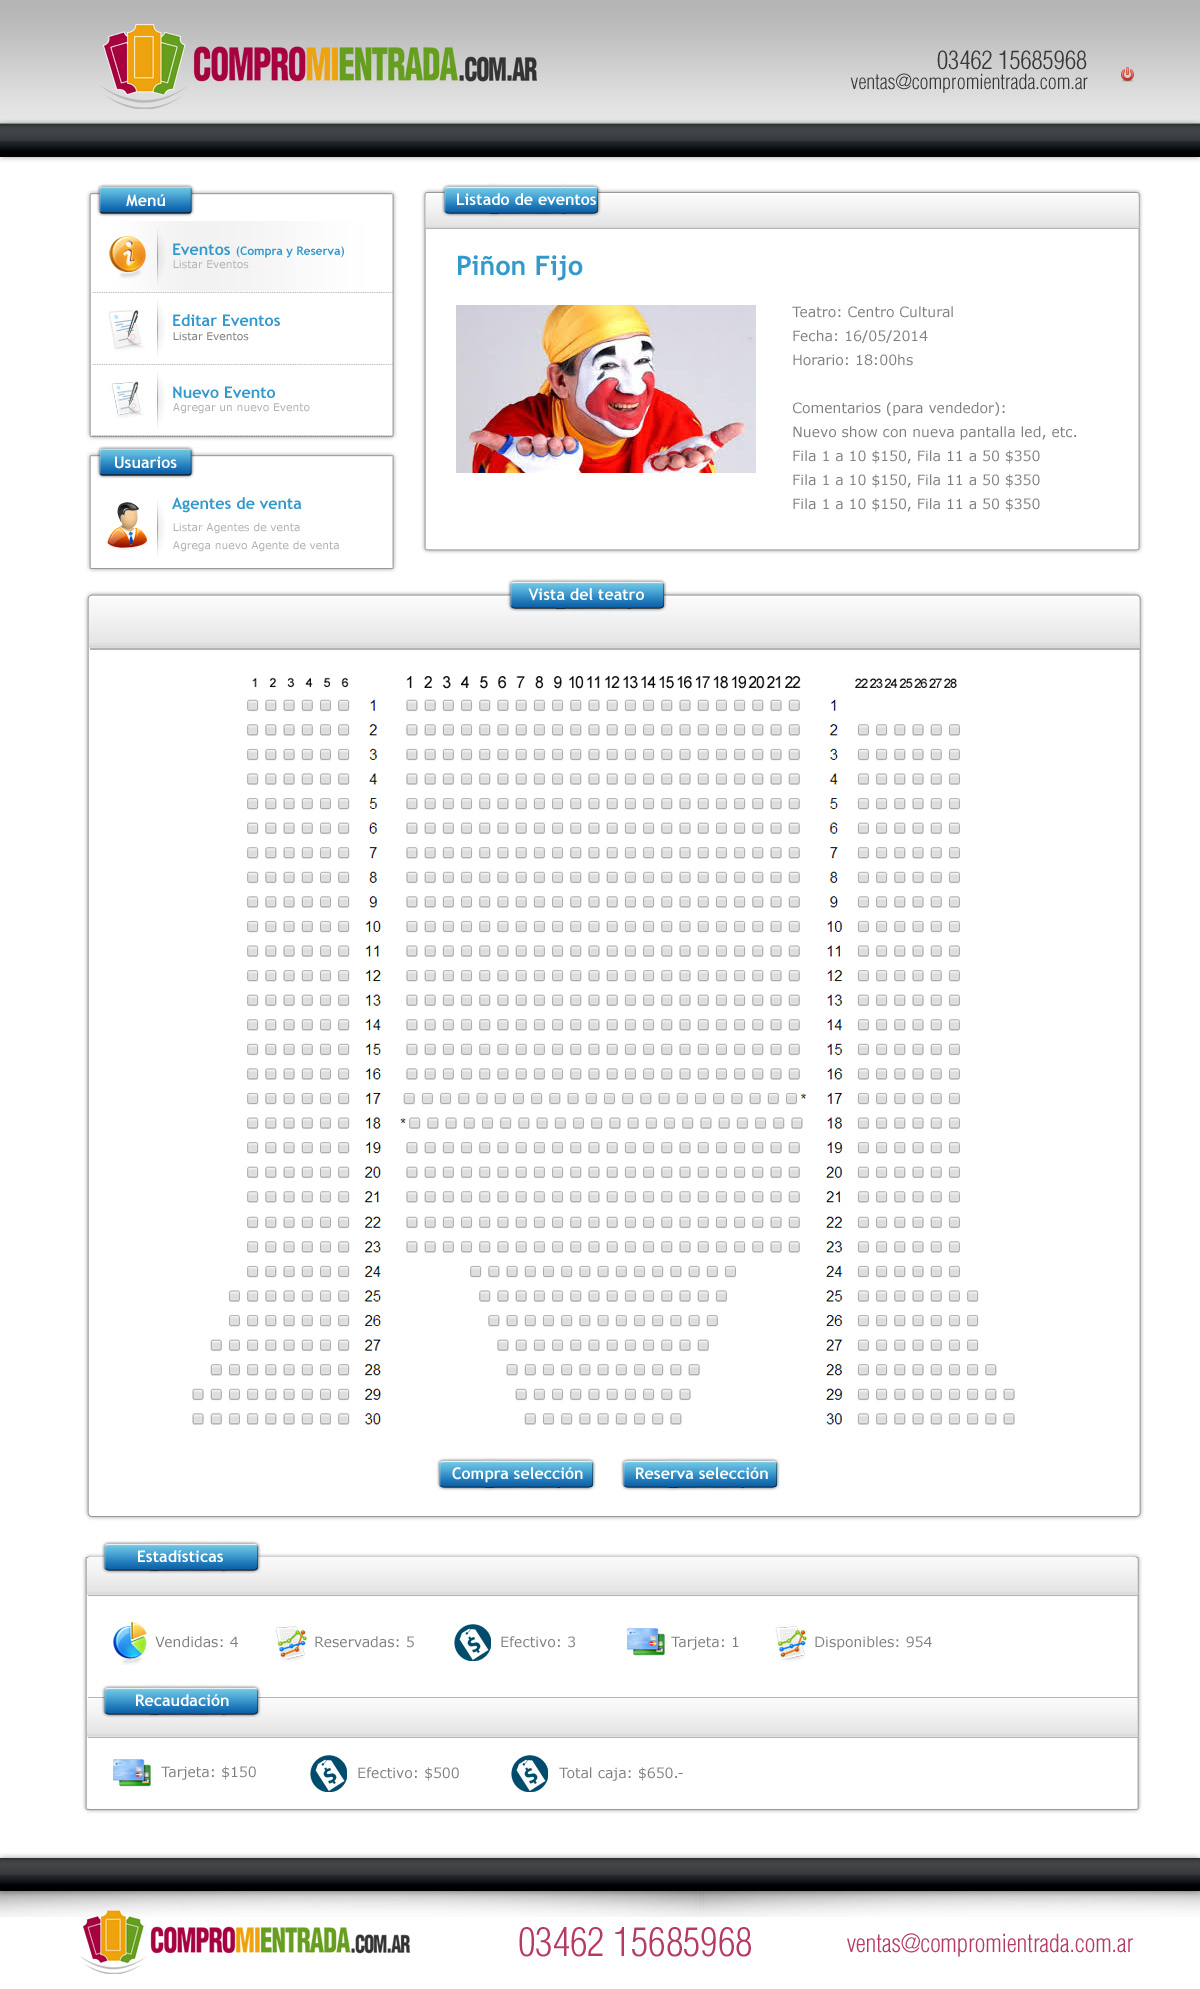 COMPROMIENTRADA.COM.AR
03462 15685968
ventas@compromientrada.com.ar
Menú
Eventos (Compra y Reserva)
Listar Eventos
Editar Eventos
Listar Eventos
Nuevo Evento
Agregar un nuevo Evento
Usuarios
Agentes de venta
Listar Agentes de venta
Agrega nuevo Agente de venta
Listado de eventos
Piñon Fijo
Teatro: Centro Cultural
Fecha: 16/05/2014
Horario: 18:00hs
Comentarios (para vendedor):
Nuevo show con nueva pantalla led, etc.
Fila 1 a 10 $150, Fila 11 a 50 $350
Fila 1 a 10 $150, Fila 11 a 50 $350
Fila 1 a 10 $150, Fila 11 a 50 $350
Vista del teatro
1 2 3 4 5 6 1 2 3 4 5 6 7 8 9 10 11 12 13 14 15 16 17 18 19 20 21 22 22 23 24 25 26 27 28
1 1
2 2
3 3
4 4
5 5
6 6
7 7
8 8
9 9
10 10
11 11
12 12
13 13
14 14
15 15
16 16
17 * 17
18 * 18
19 19
20 20
21 21
22 22
23 23
24 24
25 25
26 26
27 27
28 28
29 29
30 30
Compra selección Reserva selección
Estadísticas
Vendidas: 4 Reservadas: 5 Efectivo: 3 Tarjeta: 1 Disponibles: 954
Recaudación
Tarjeta: $150 Efectivo: $500 Total caja: $650.-
COMPROMIENTRADA.COM.AR 03462 15685968 ventas@compromientrada.com.ar